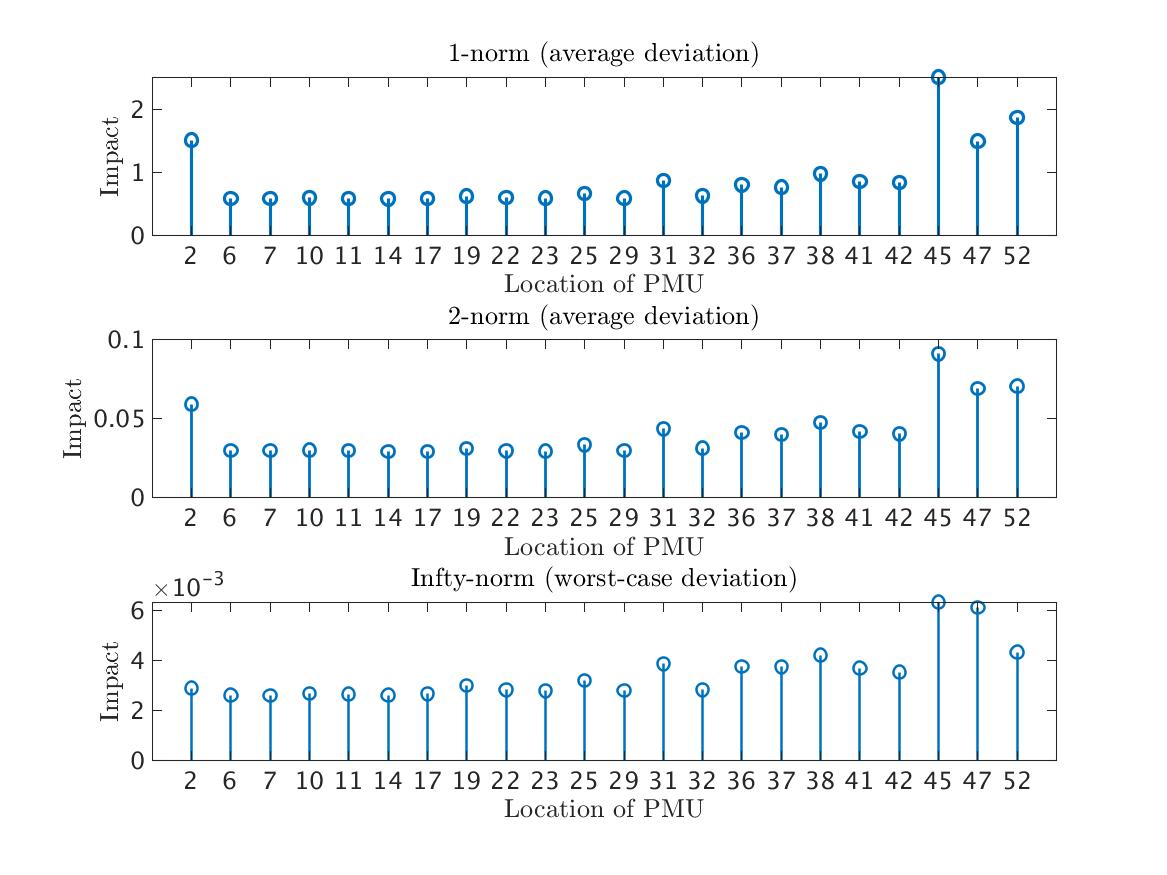 1-norm (average deviation)
2
1
0
Impact
2 6 7 10 11 14 17 19 22 23 25 29 31 32 36 37 38 41 42 45 47 52
Location of PMU
2-norm (average deviation)
0.1
0.05
0
Impact
2 6 7 10 11 14 17 19 22 23 25 29 31 32 36 37 38 41 42 45 47 52
Location of PMU
Infty-norm (worst-case deviation)
×10⁻³
6
4
2
0
Impact
2 6 7 10 11 14 17 19 22 23 25 29 31 32 36 37 38 41 42 45 47 52
Location of PMU